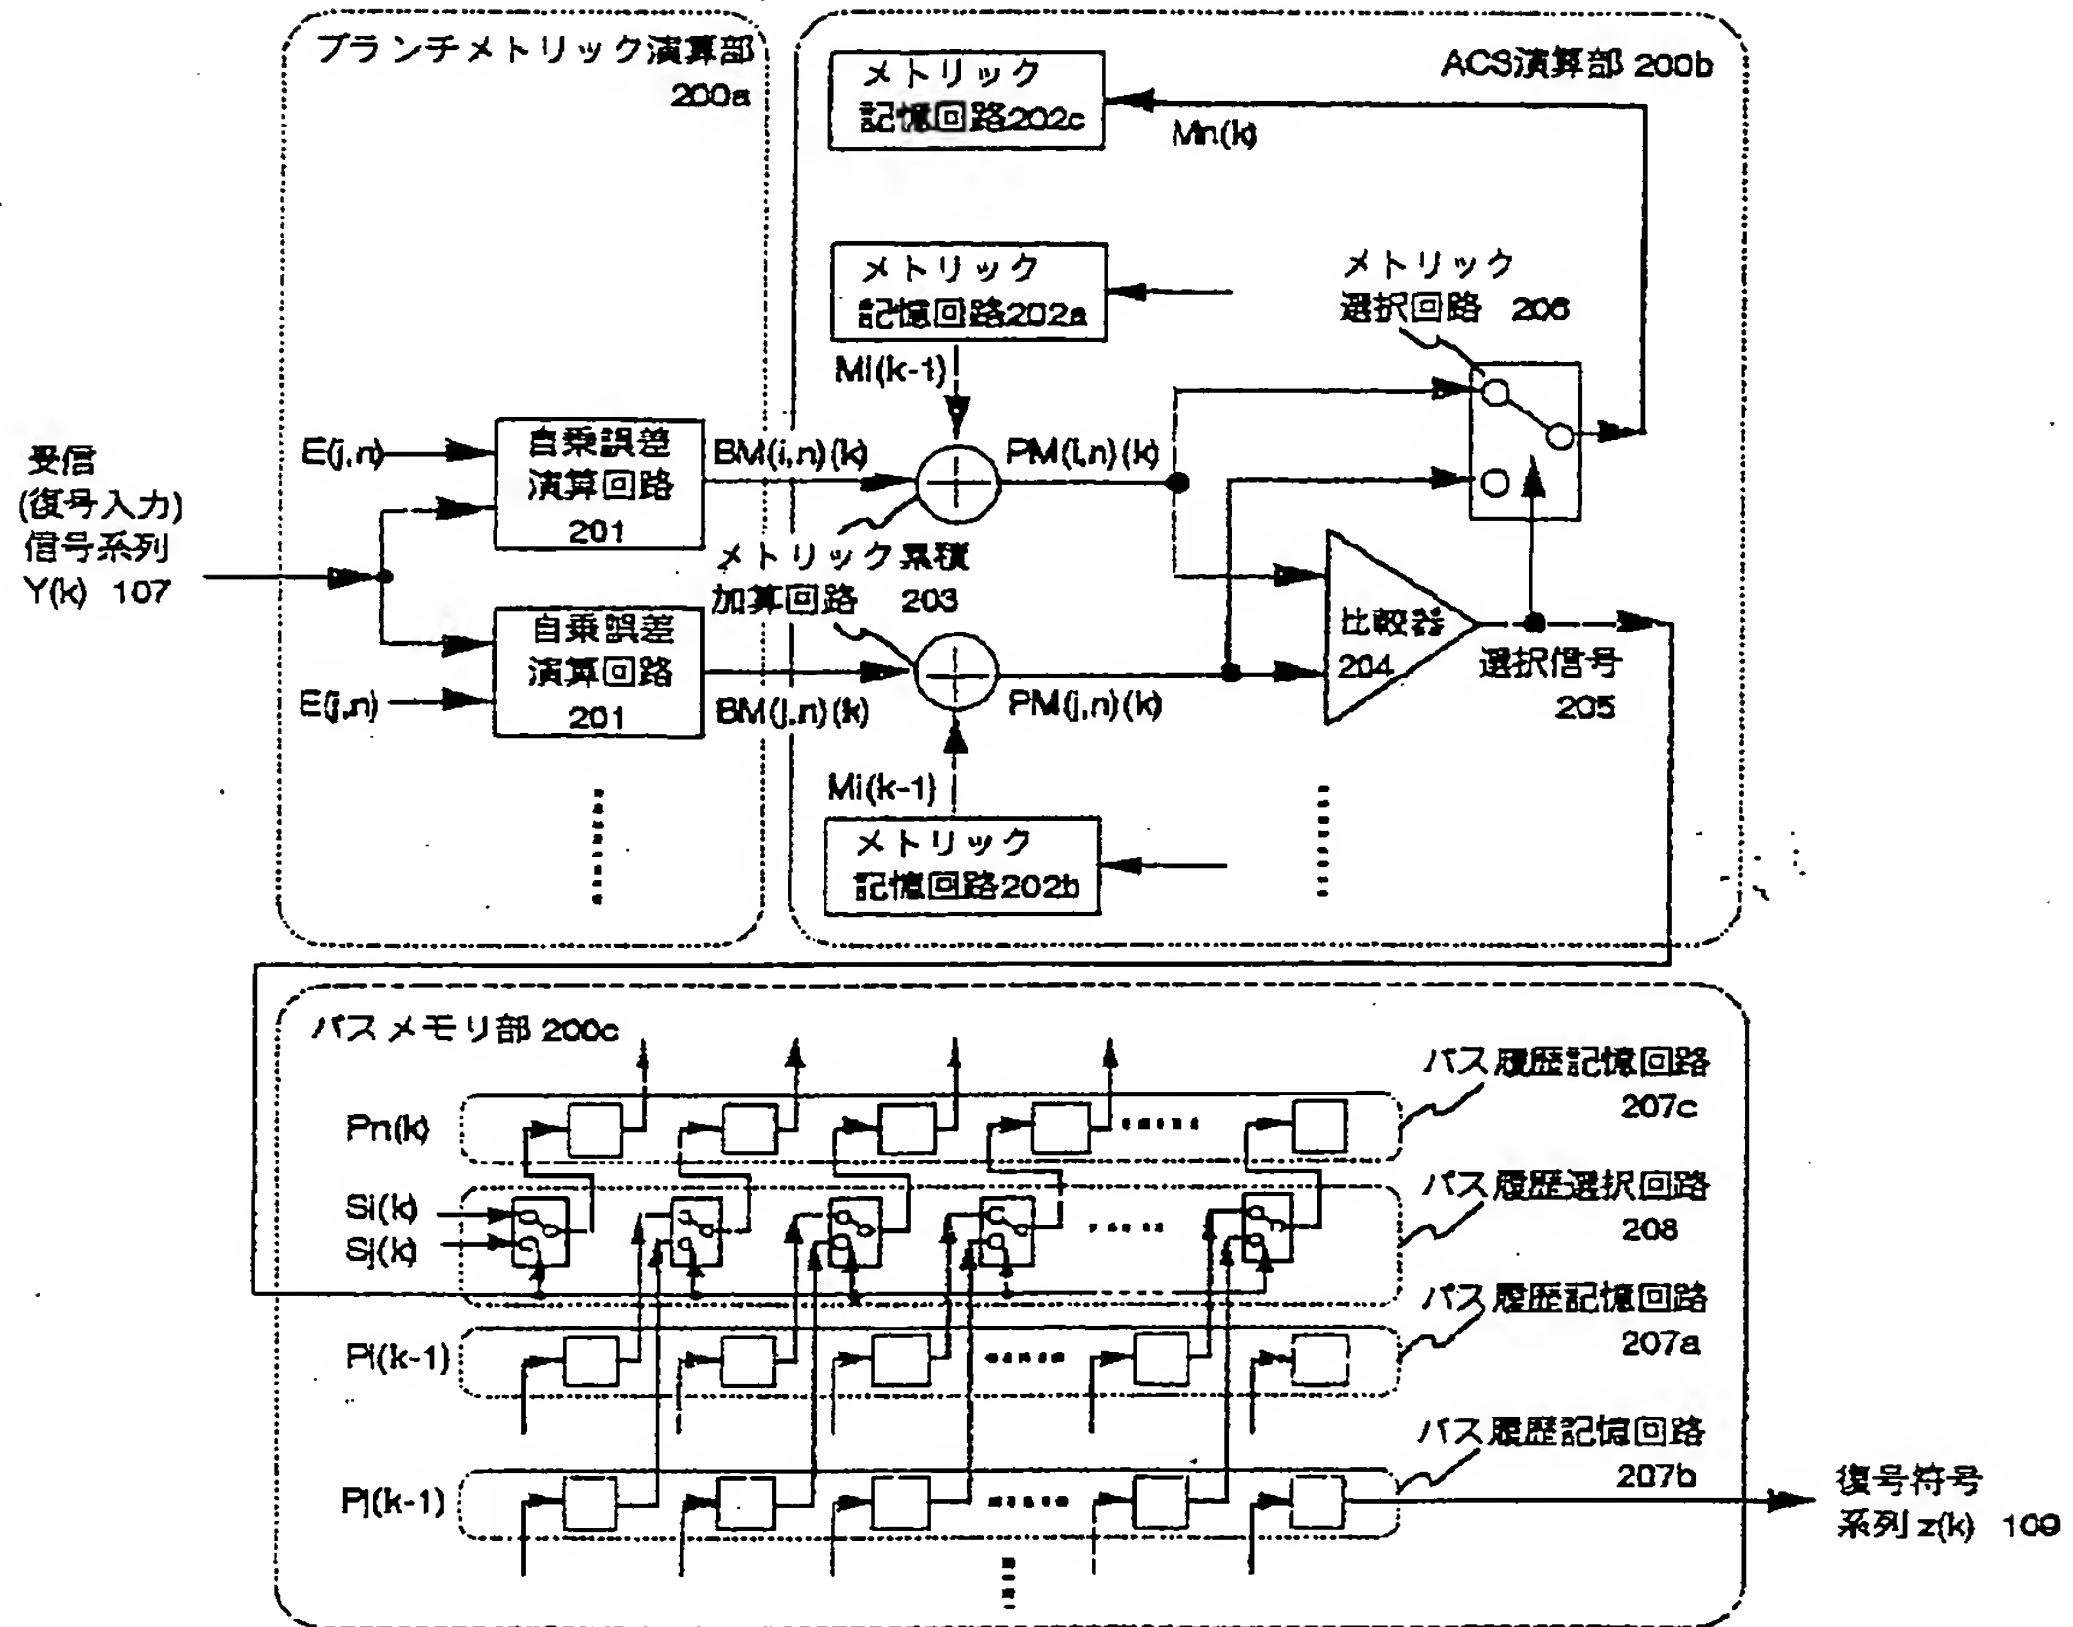 ブランチメトリック演算部
200a
ACS演算部 200b
メトリック
記憶回路202c
Mn(k)
メトリック
記憶回路202a
Mi(k-1)
メトリック
選択回路 206
受信
(復号入力)
信号系列
Y(k) 107
E(j,n)
自乗誤差
演算回路
201
BM(i,n)(k)
PM(i,n)(k)
メトリック累積
加算回路 203
E(j,n)
自乗誤差
演算回路
201
BM(j,n)(k)
PM(j,n)(k)
比較器
204
選択信号
205
Mi(k-1)
メトリック
記憶回路202b
パスメモリ部 200c
Pn(k)
パス履歴記憶回路
207c
Si(k)
Sj(k)
パス履歴選択回路
208
Pi(k-1)
パス履歴記憶回路
207a
Pj(k-1)
パス履歴記憶回路
207b
復号符号
系列 z(k) 109